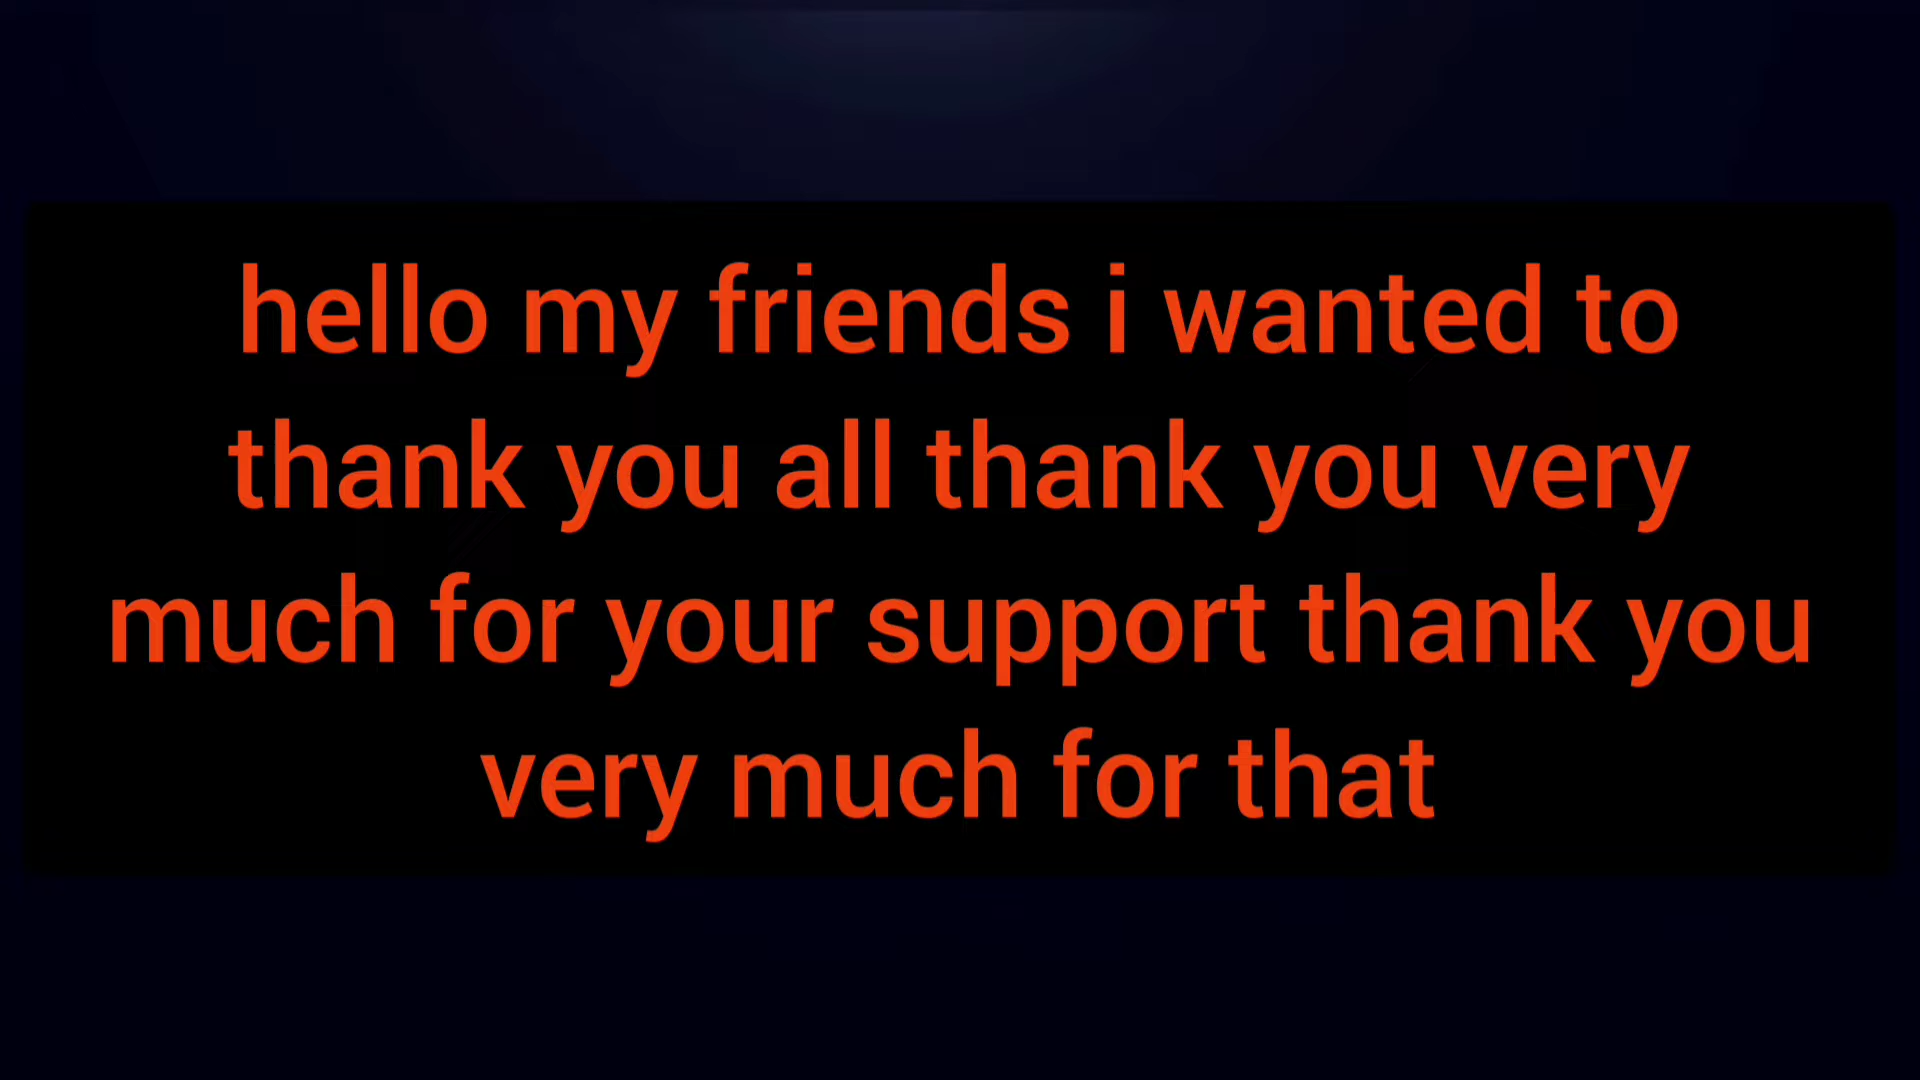 hello my friends i wanted to
thank you all thank you very
much for your support thank you
very much for that